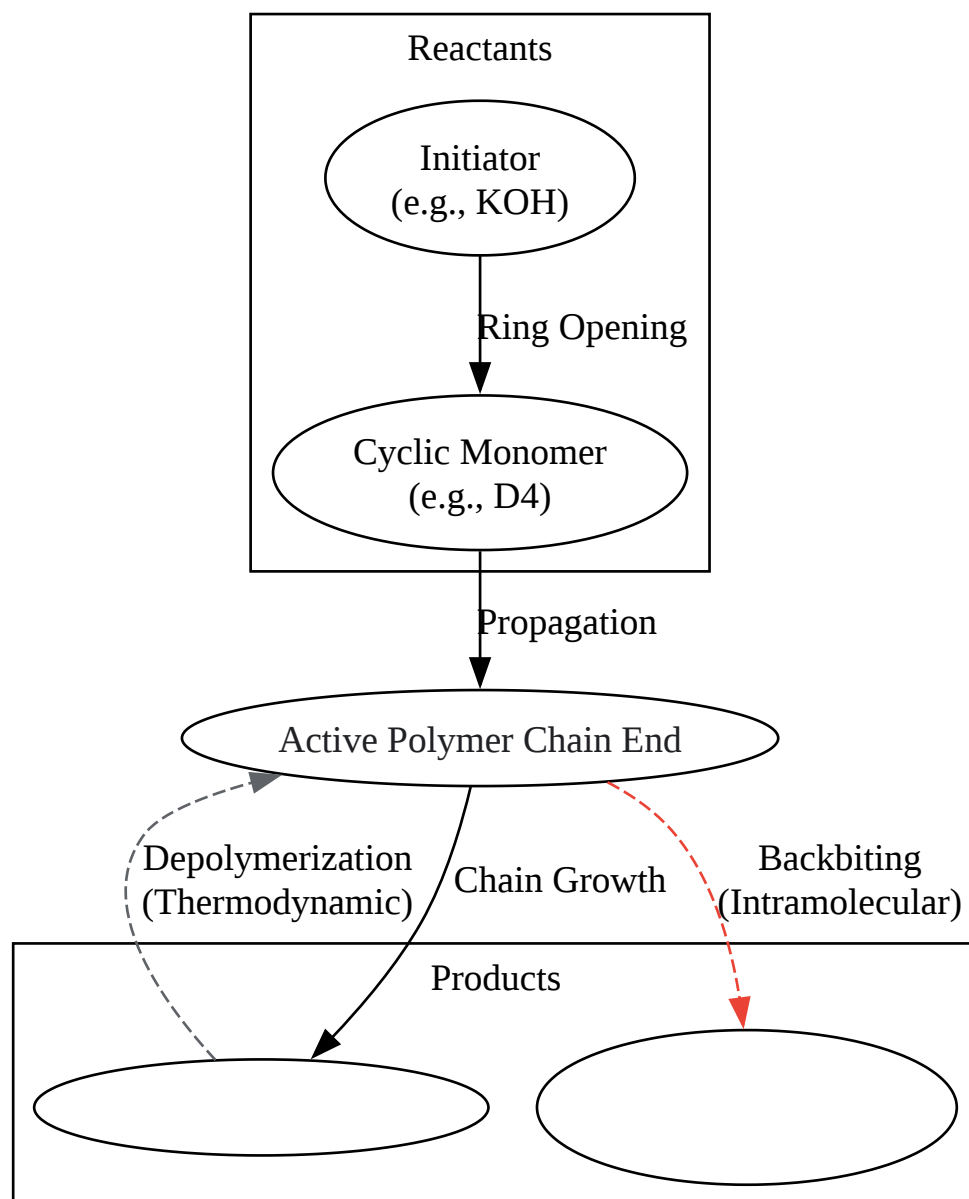 Reactants
Initiator
(e.g., KOH)
Ring Opening
Cyclic Monomer
(e.g., D4)
Propagation
Active Polymer Chain End
Depolymerization
(Thermodynamic)
Chain Growth
Backbiting
(Intramolecular)
Products